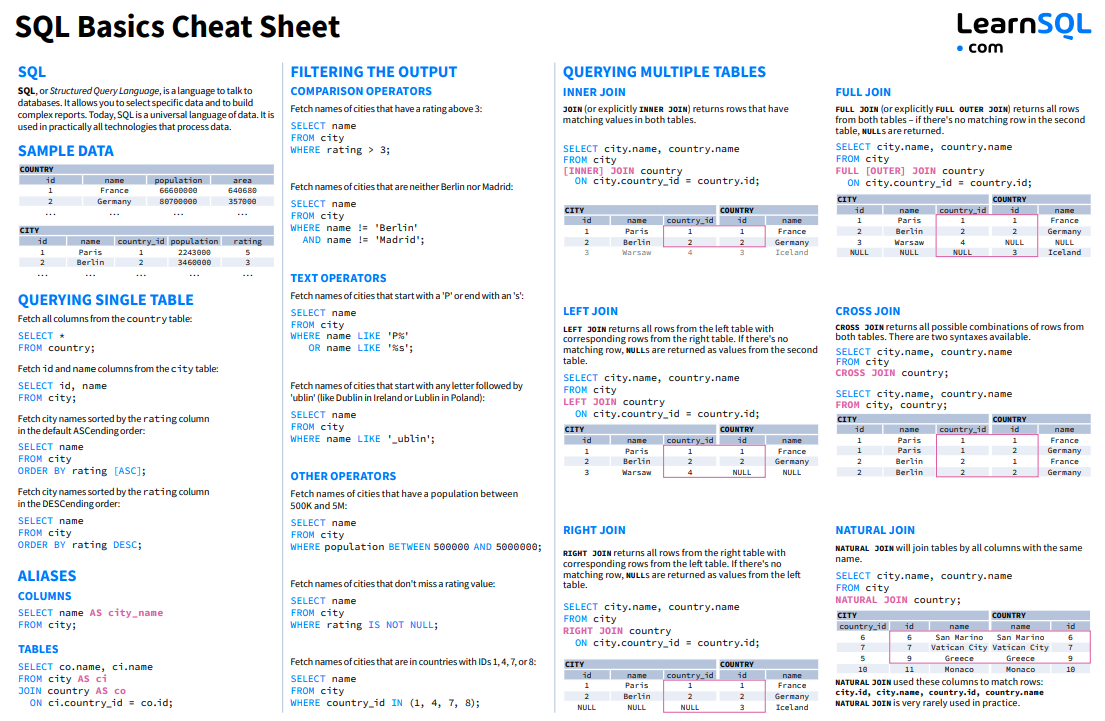 SQL Basics Cheat Sheet
LearnSQL
• com
SQL
SQL, or Structured Query Language, is a language to talk to
databases. It allows you to select specific data and to build
complex reports. Today, SQL is a universal language of data. It is
used in practically all technologies that process data.
SAMPLE DATA
COUNTRY
id name population area
1 France 66600000 640680
2 Germany 80700000 357000
... ... ... ...
CITY
id name country_id population rating
1 Paris 1 2243000 5
2 Berlin 2 3460000 3
... ... ... ... ...
QUERYING SINGLE TABLE
Fetch all columns from the country table:
SELECT *
FROM country;
Fetch id and name columns from the city table:
SELECT id, name
FROM city;
Fetch city names sorted by the rating column
in the default ASCending order:
SELECT name
FROM city
ORDER BY rating [ASC];
Fetch city names sorted by the rating column
in the DESCending order:
SELECT name
FROM city
ORDER BY rating DESC;
ALIASES
COLUMNS
SELECT name AS city_name
FROM city;
TABLES
SELECT co.name, ci.name
FROM city AS ci
JOIN country AS co
ON ci.country_id = co.id;
FILTERING THE OUTPUT
COMPARISON OPERATORS
Fetch names of cities that have a rating above 3:
SELECT name
FROM city
WHERE rating > 3;
Fetch names of cities that are neither Berlin nor Madrid:
SELECT name
FROM city
WHERE name != 'Berlin'
AND name != 'Madrid';
TEXT OPERATORS
Fetch names of cities that start with a 'P' or end with an 's':
SELECT name
FROM city
WHERE name LIKE 'P%'
OR name LIKE '%s';
Fetch names of cities that start with any letter followed by
'ublin' (like Dublin in Ireland or Lublin in Poland):
SELECT name
FROM city
WHERE name LIKE '_ublin';
OTHER OPERATORS
Fetch names of cities that have a population between
500K and 5M:
SELECT name
FROM city
WHERE population BETWEEN 500000 AND 5000000;
Fetch names of cities that don't miss a rating value:
SELECT name
FROM city
WHERE rating IS NOT NULL;
Fetch names of cities that are in countries with IDs 1, 4, 7, or 8:
SELECT name
FROM city
WHERE country_id IN (1, 4, 7, 8);
QUERYING MULTIPLE TABLES
INNER JOIN
JOIN (or explicitly INNER JOIN) returns rows that have
matching values in both tables.
SELECT city.name, country.name
FROM city
[INNER] JOIN country
ON city.country_id = country.id;
CITY COUNTRY
id name country_id id name
1 Paris 1 1 France
2 Berlin 2 2 Germany
3 Warsaw 4 3 Iceland
LEFT JOIN
LEFT JOIN returns all rows from the left table with
corresponding rows from the right table. If there's no
matching row, NULLs are returned as values from the second
table.
SELECT city.name, country.name
FROM city
LEFT JOIN country
ON city.country_id = country.id;
CITY COUNTRY
id name country_id id name
1 Paris 1 1 France
2 Berlin 2 2 Germany
3 Warsaw 4 NULL NULL
RIGHT JOIN
RIGHT JOIN returns all rows from the right table with
corresponding rows from the left table. If there's no
matching row, NULLs are returned as values from the left
table.
SELECT city.name, country.name
FROM city
RIGHT JOIN country
ON city.country_id = country.id;
CITY COUNTRY
id name country_id id name
1 Paris 1 1 France
2 Berlin 2 2 Germany
NULL NULL NULL 3 Iceland
FULL JOIN
FULL JOIN (or explicitly FULL OUTER JOIN) returns all rows
from both tables – if there's no matching row in the second
table, NULLs are returned.
SELECT city.name, country.name
FROM city
FULL [OUTER] JOIN country
ON city.country_id = country.id;
CITY COUNTRY
id name country_id id name
1 Paris 1 1 France
2 Berlin 2 2 Germany
3 Warsaw 4 NULL NULL
NULL NULL NULL 3 Iceland
CROSS JOIN
CROSS JOIN returns all possible combinations of rows from
both tables. There are two syntaxes available.
SELECT city.name, country.name
FROM city
CROSS JOIN country;
SELECT city.name, country.name
FROM city, country;
CITY COUNTRY
id name country_id id name
1 Paris 1 1 France
1 Paris 1 2 Germany
2 Berlin 2 1 France
2 Berlin 2 2 Germany
NATURAL JOIN
NATURAL JOIN will join tables by all columns with the same
name.
SELECT city.name, country.name
FROM city
NATURAL JOIN country;
CITY COUNTRY
country_id id name name id
6 6 San Marino San Marino 6
7 7 Vatican City Vatican City 7
5 9 Greece Greece 9
10 11 Monaco Monaco 10
NATURAL JOIN used these columns to match rows:
city.id, city.name, country.id, country.name
NATURAL JOIN is very rarely used in practice.